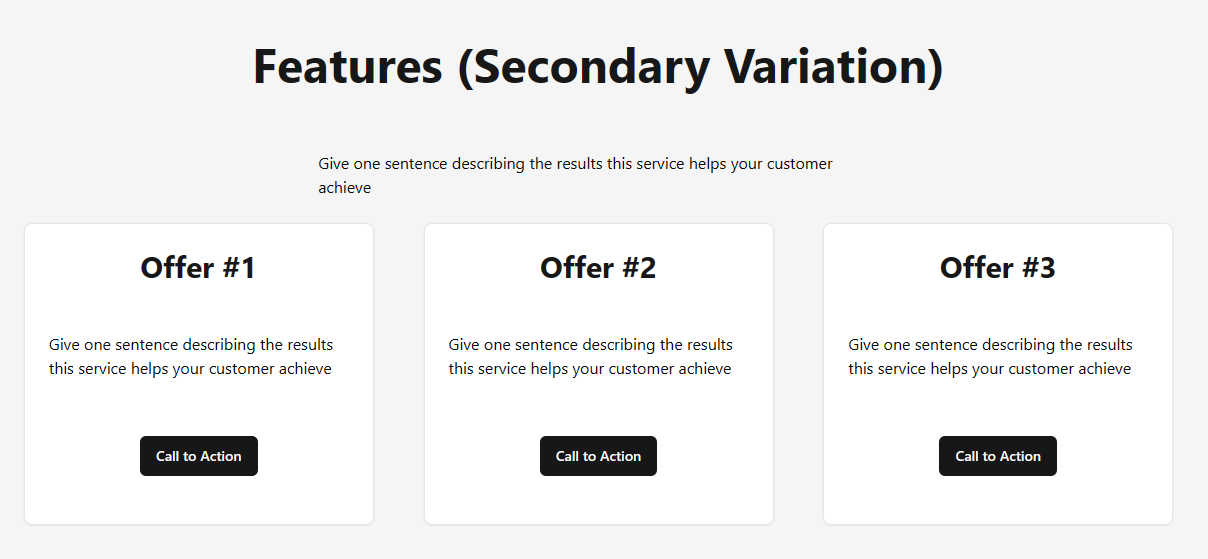 Features (Secondary Variation)
Give one sentence describing the results this service helps your customer
achieve
Offer #1
Give one sentence describing the results
this service helps your customer achieve
Call to Action
Offer #2
Give one sentence describing the results
this service helps your customer achieve
Call to Action
Offer #3
Give one sentence describing the results
this service helps your customer achieve
Call to Action